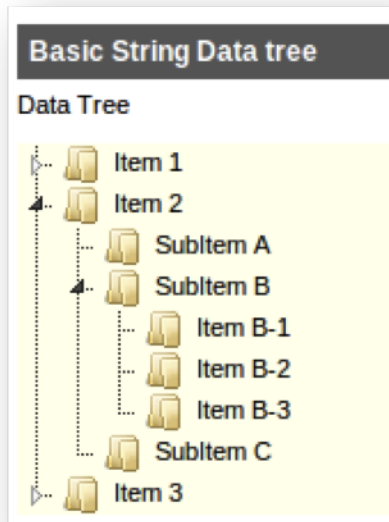 Basic String Data tree
Data Tree
Item 1
Item 2
SubItem A
SubItem B
Item B-1
Item B-2
Item B-3
SubItem C
Item 3